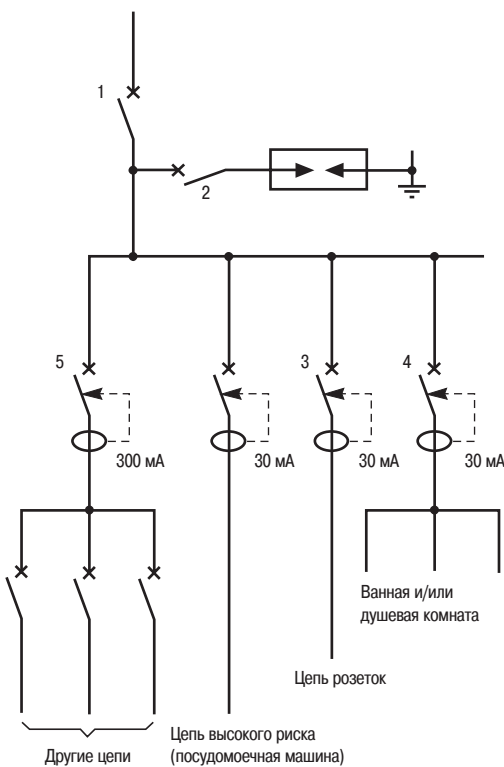 1
2
5
3
4
300 мА
30 мА
30 мА
30 мА
Ванная и/или
душевая комната
Цепь розеток
Цепь высокого риска
(посудомоечная машина)
Другие цепи